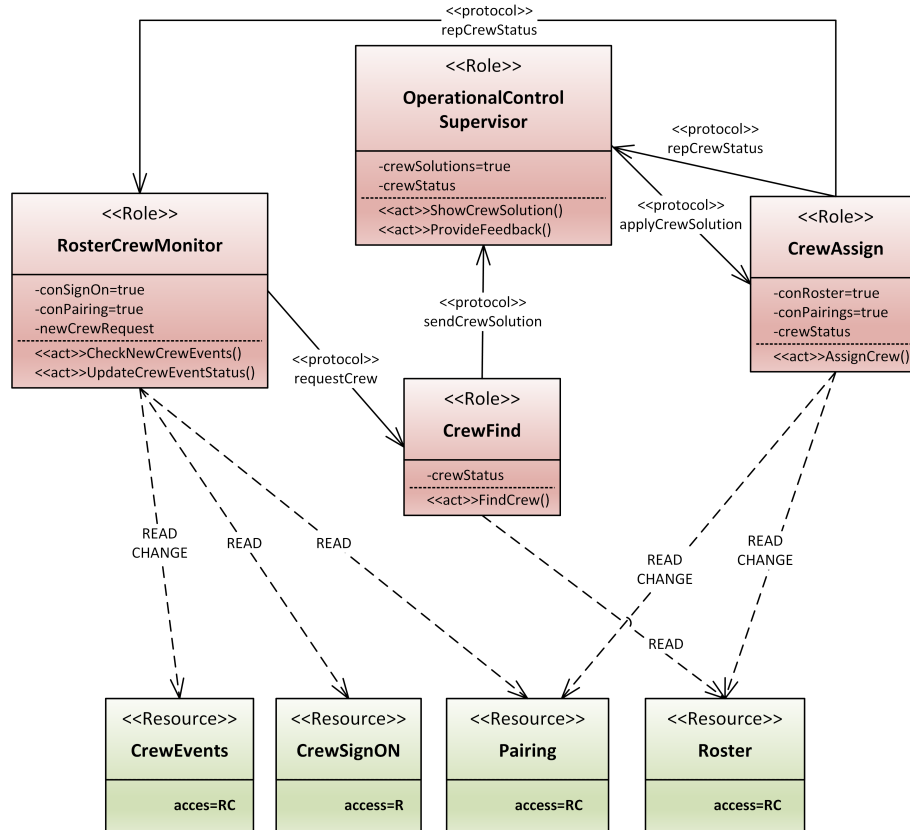 <<protocol>>
repCrewStatus
<<Role>>
OperationalControl
Supervisor
-crewSolutions=true
-crewStatus
<<act>>ShowCrewSolution()
<<act>>ProvideFeedback()
<<protocol>>
repCrewStatus
<<protocol>>
applyCrewSolution
<<Role>>
RosterCrewMonitor
-conSignOn=true
-conPairing=true
-newCrewRequest
<<act>>CheckNewCrewEvents()
<<act>>UpdateCrewEventStatus()
<<Role>>
CrewAssign
-conRoster=true
-conPairings=true
-crewStatus
<<act>>AssignCrew()
<<protocol>>
sendCrewSolution
<<protocol>>
requestCrew
<<Role>>
CrewFind
-crewStatus
<<act>>FindCrew()
READ
CHANGE
READ
READ
READ
CHANGE
READ
CHANGE
READ
<<Resource>>
CrewEvents
acces=RC
<<Resource>>
CrewSignON
access=R
<<Resource>>
Pairing
access=RC
<<Resource>>
Roster
access=RC